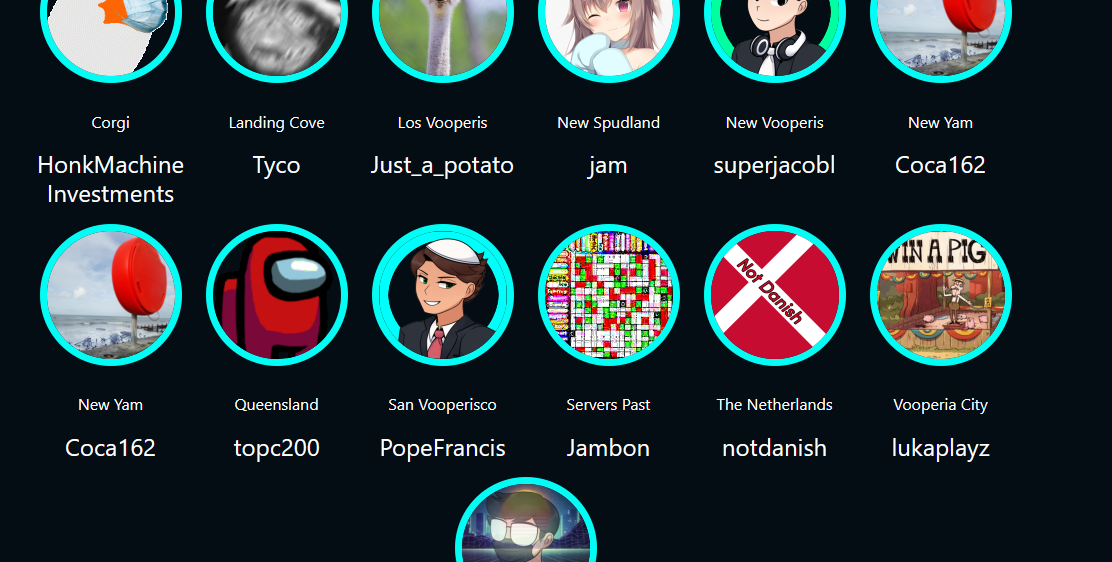 Corgi
Landing Cove
Los Vooperis
New Spudland
New Vooperis
New Yam
HonkMachine
Investments
Tyco
Just_a_potato
jam
superjacobl
Coca162
Not Danish
WIN A PIG
New Yam
Queensland
San Vooperisco
Servers Past
The Netherlands
Vooperia City
Coca162
topc200
PopeFrancis
Jambon
notdanish
lukaplayz